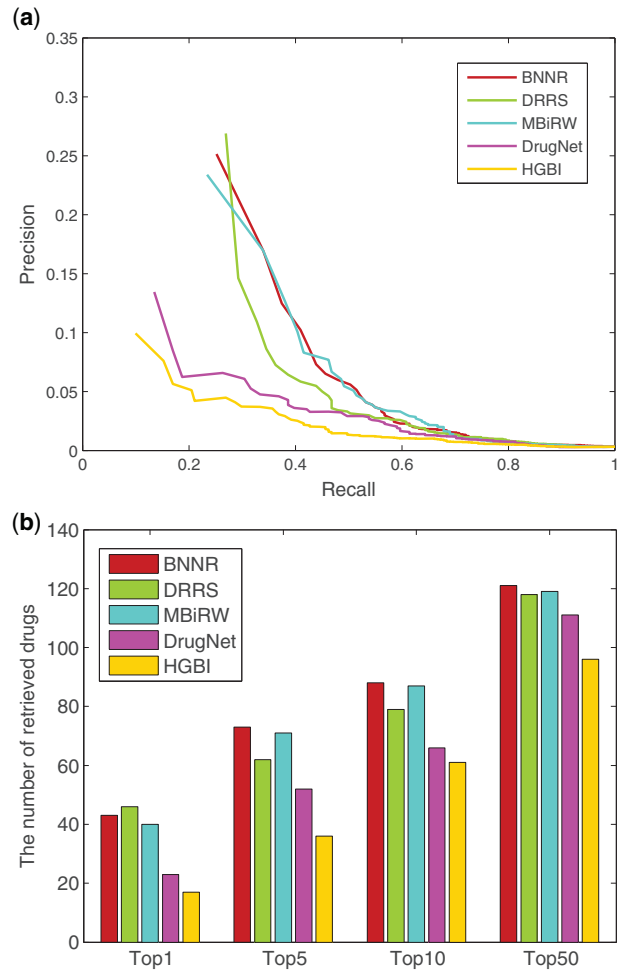 (a)
0.35
0.3
0.25
0.2
0.15
0.1
0.05
0
Precision
BNNR
DRRS
MBiRW
DrugNet
HGBI
0 0.2 0.4 0.6 0.8 1
Recall
(b)
140
120
100
80
60
40
20
0
The number of retrieved drugs
BNNR
DRRS
MBiRW
DrugNet
HGBI
Top1 Top5 Top10 Top50